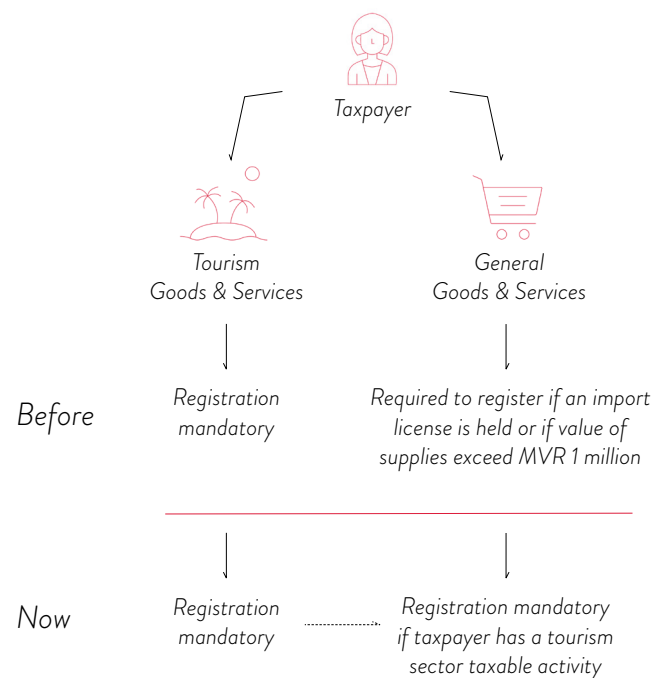 Taxpayer
Tourism
Goods & Services
General
Goods & Services
Before
Registration
mandatory
Required to register if an import
license is held or if value of
supplies exceed MVR 1 million
Now
Registration
mandatory
Registration mandatory
if taxpayer has a tourism
sector taxable activity